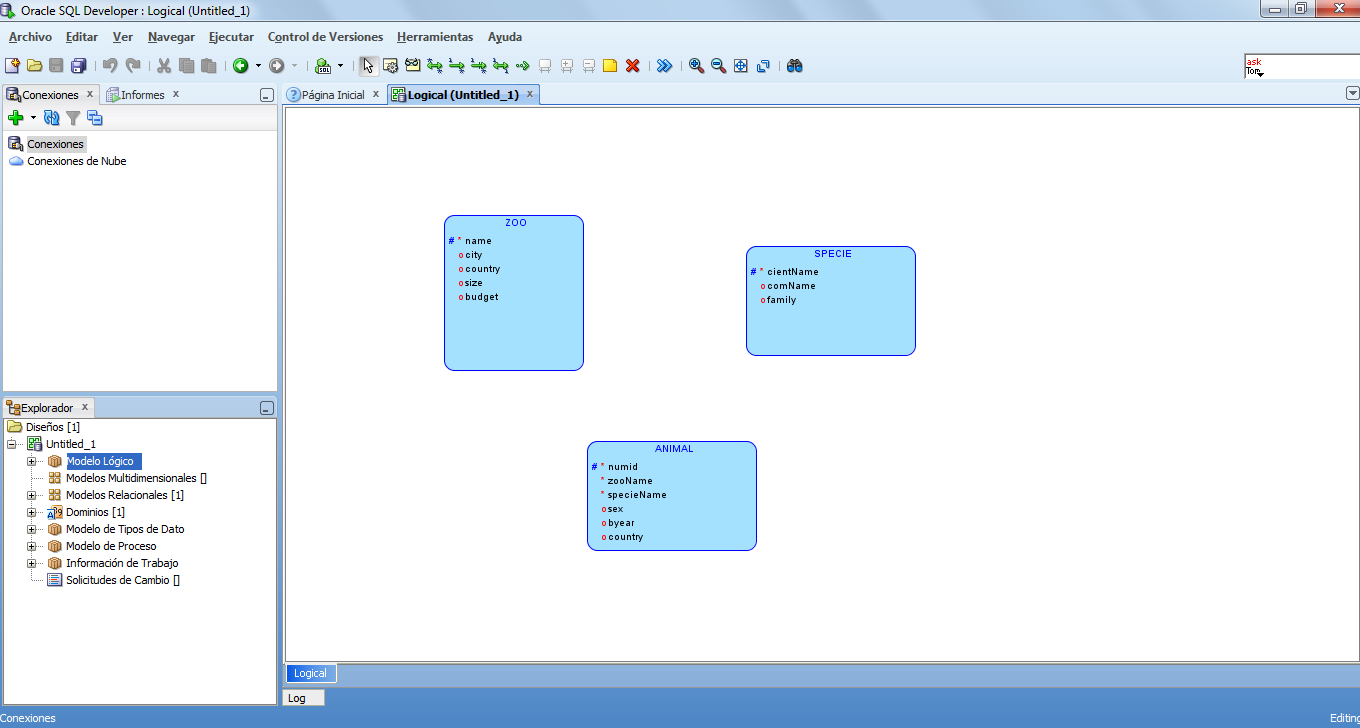 Oracle SQL Developer : Logical (Untitled_1)
Archivo Editar Ver Navegar Ejecutar Control de Versiones Herramientas Ayuda
SQL
ask
Tom
Conexiones x Informes x
Página Inicial x Logical (Untitled_1) x
Conexiones
Conexiones de Nube
ZOO
# * name
o city
o country
o size
o budget
SPECIE
# * cientName
o comName
o family
ANIMAL
# * numid
* zooName
* specieName
o sex
o byear
o country
Explorador x
Diseños [1]
Untitled_1
Modelo Lógico
Modelos Multidimensionales []
Modelos Relacionales [1]
Dominios [1]
Modelo de Tipos de Dato
Modelo de Proceso
Información de Trabajo
Solicitudes de Cambio []
Logical
Log
Conexiones
Editing